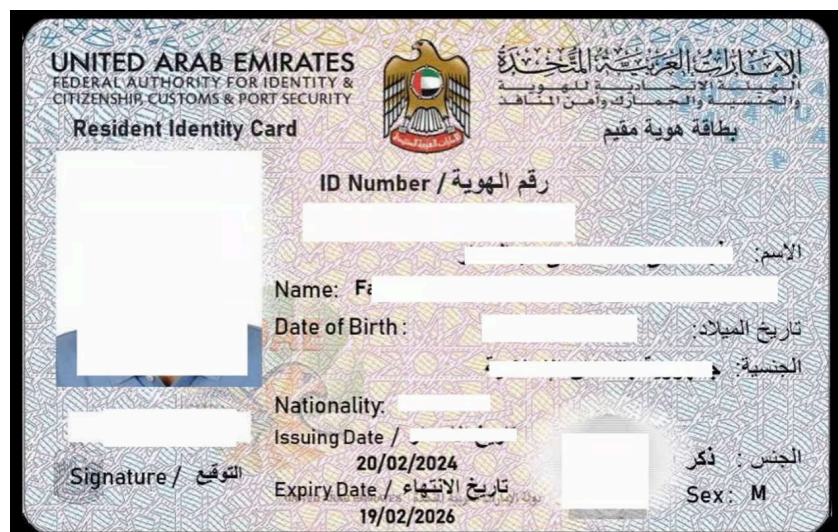 UNITED ARAB EMIRATES
الإمارات العربية المتحدة
FEDERAL AUTHORITY FOR IDENTITY &
CITIZENSHIP, CUSTOMS & PORT SECURITY
الهيئة الاتحادية للهوية
والجنسية والجمارك وأمن المنافذ
Resident Identity Card
بطاقة هوية مقيم
ID Number / رقم الهوية
الاسم:
Name:
Date of Birth :
تاريخ الميلاد:
الجنسية:
Nationality:
Issuing Date /
20/02/2024
Expiry Date / تاريخ الانتهاء
19/02/2026
الجنس : ذكر
Sex: M
Signature / التوقيع